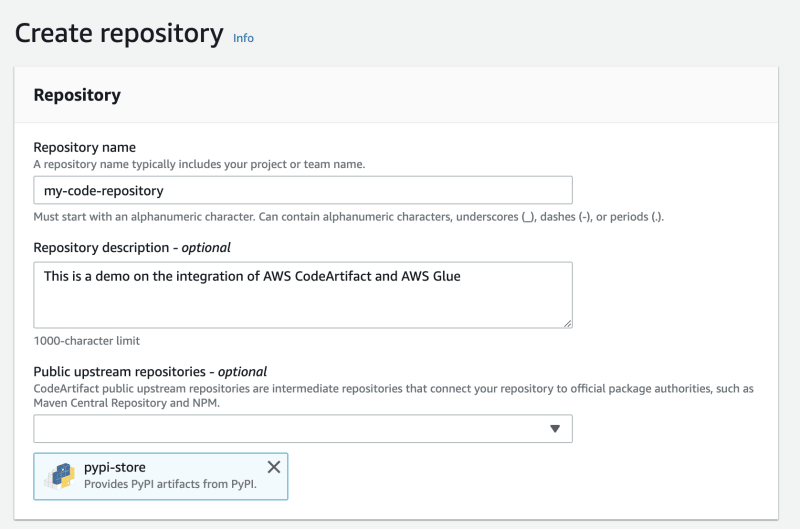 Create repository Info
Repository
Repository name
A repository name typically includes your project or team name.
my-code-repository
Must start with an alphanumeric character. Can contain alphanumeric characters, underscores (_), dashes (-), or periods (.).
Repository description - optional
This is a demo on the integration of AWS CodeArtifact and AWS Glue
1000-character limit
Public upstream repositories - optional
CodeArtifact public upstream repositories are intermediate repositories that connect your repository to official package authorities, such as
Maven Central Repository and NPM.
pypi-store
Provides PyPI artifacts from PyPI.